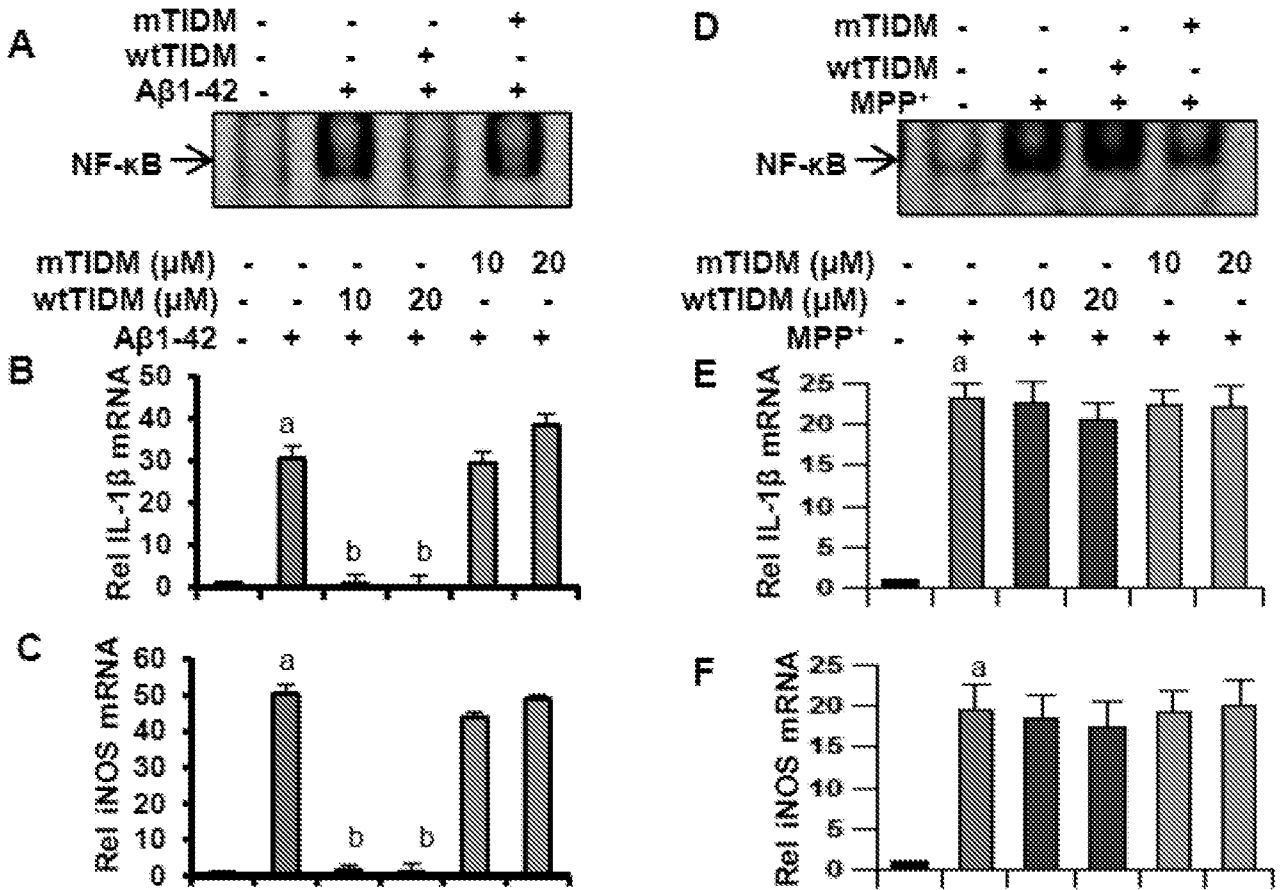 A
mTIDM - - - +
wtTIDM - - + -
Aβ1-42 - + + +
NF-κB
mTIDM (µM) - - - - 10 20
wtTIDM (µM) - - 10 20 - -
Aβ1-42 - + + + + +
B
Rel IL-1β mRNA
50
40
30
20
10
0
a
b b
C
Rel iNOS mRNA
60
50
40
30
20
10
0
a
b b
D
mTIDM - - - +
wtTIDM - - + -
MPP⁺ - + + +
NF-κB
mTIDM (µM) - - - - 10 20
wtTIDM (µM) - - 10 20 - -
MPP⁺ - + + + + +
E
Rel IL-1β mRNA
25
20
15
10
5
0
a
F
Rel iNOS mRNA
25
20
15
10
5
0
a